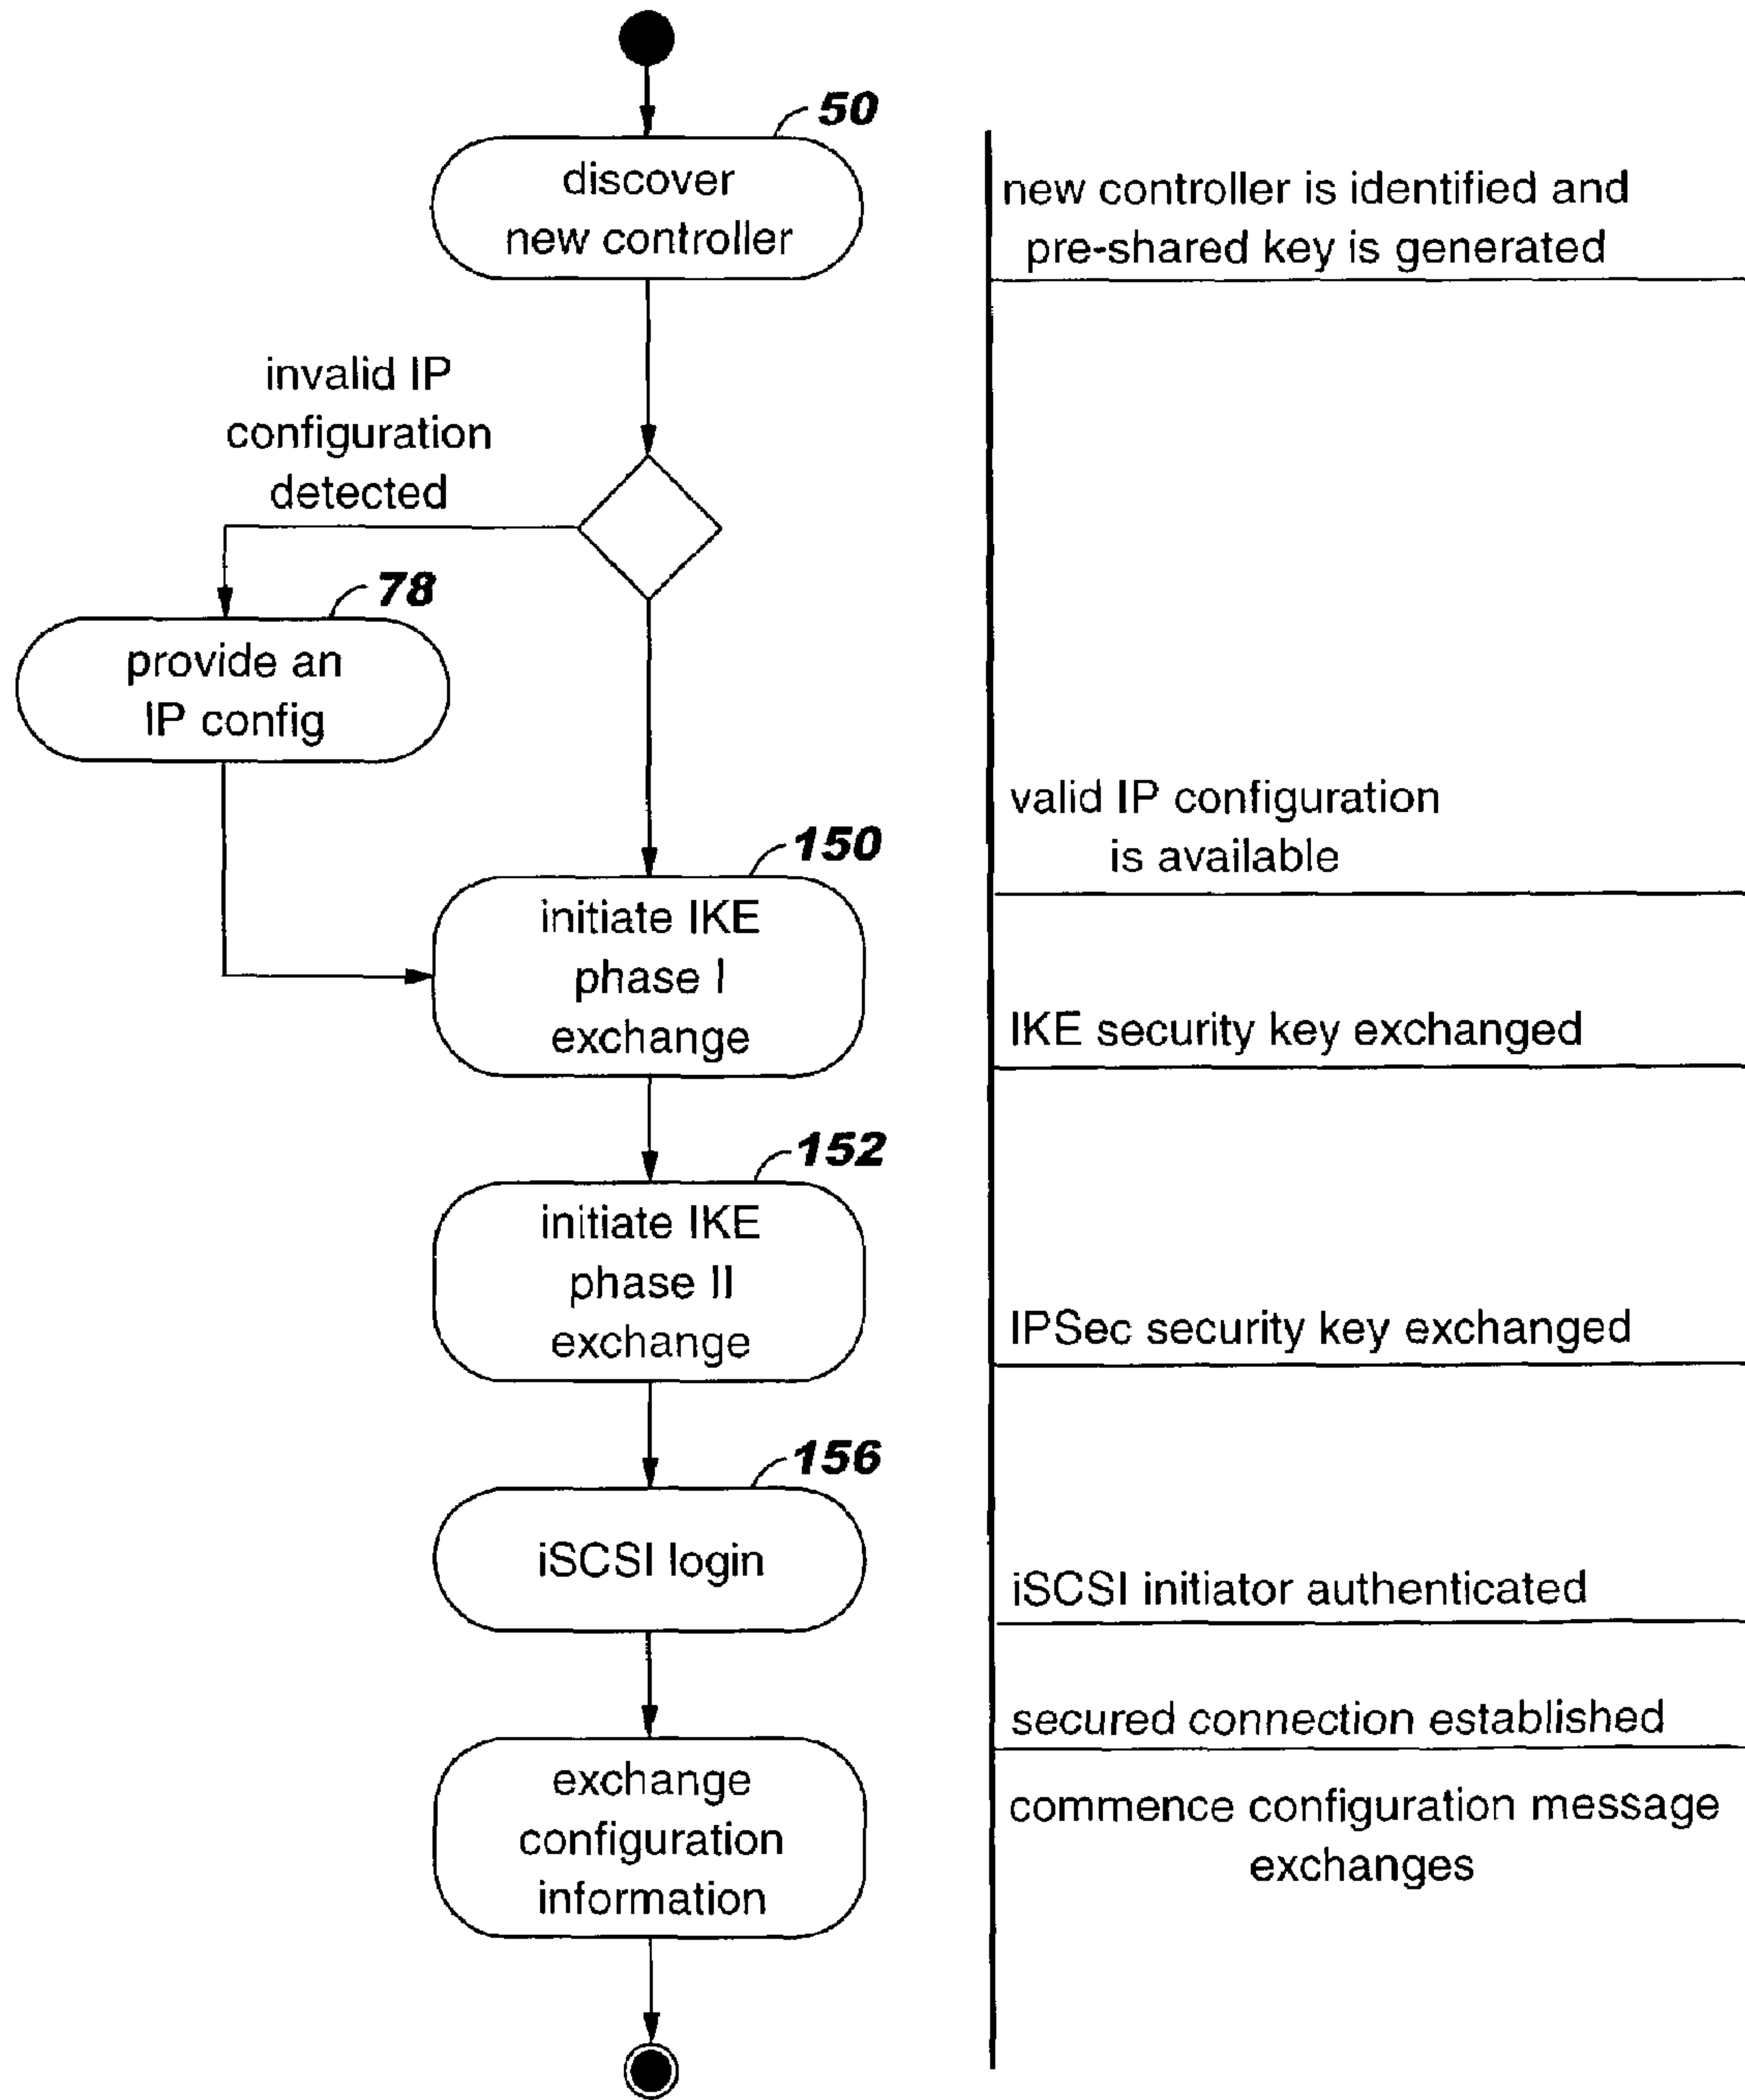 50
discover
new controller
new controller is identified and
pre-shared key is generated
invalid IP
configuration
detected
78
provide an
IP config
valid IP configuration
is available
150
initiate IKE
phase I
exchange
IKE security key exchanged
152
initiate IKE
phase II
exchange
IPSec security key exchanged
156
iSCSI login
iSCSI initiator authenticated
secured connection established
exchange
configuration
information
commence configuration message
exchanges